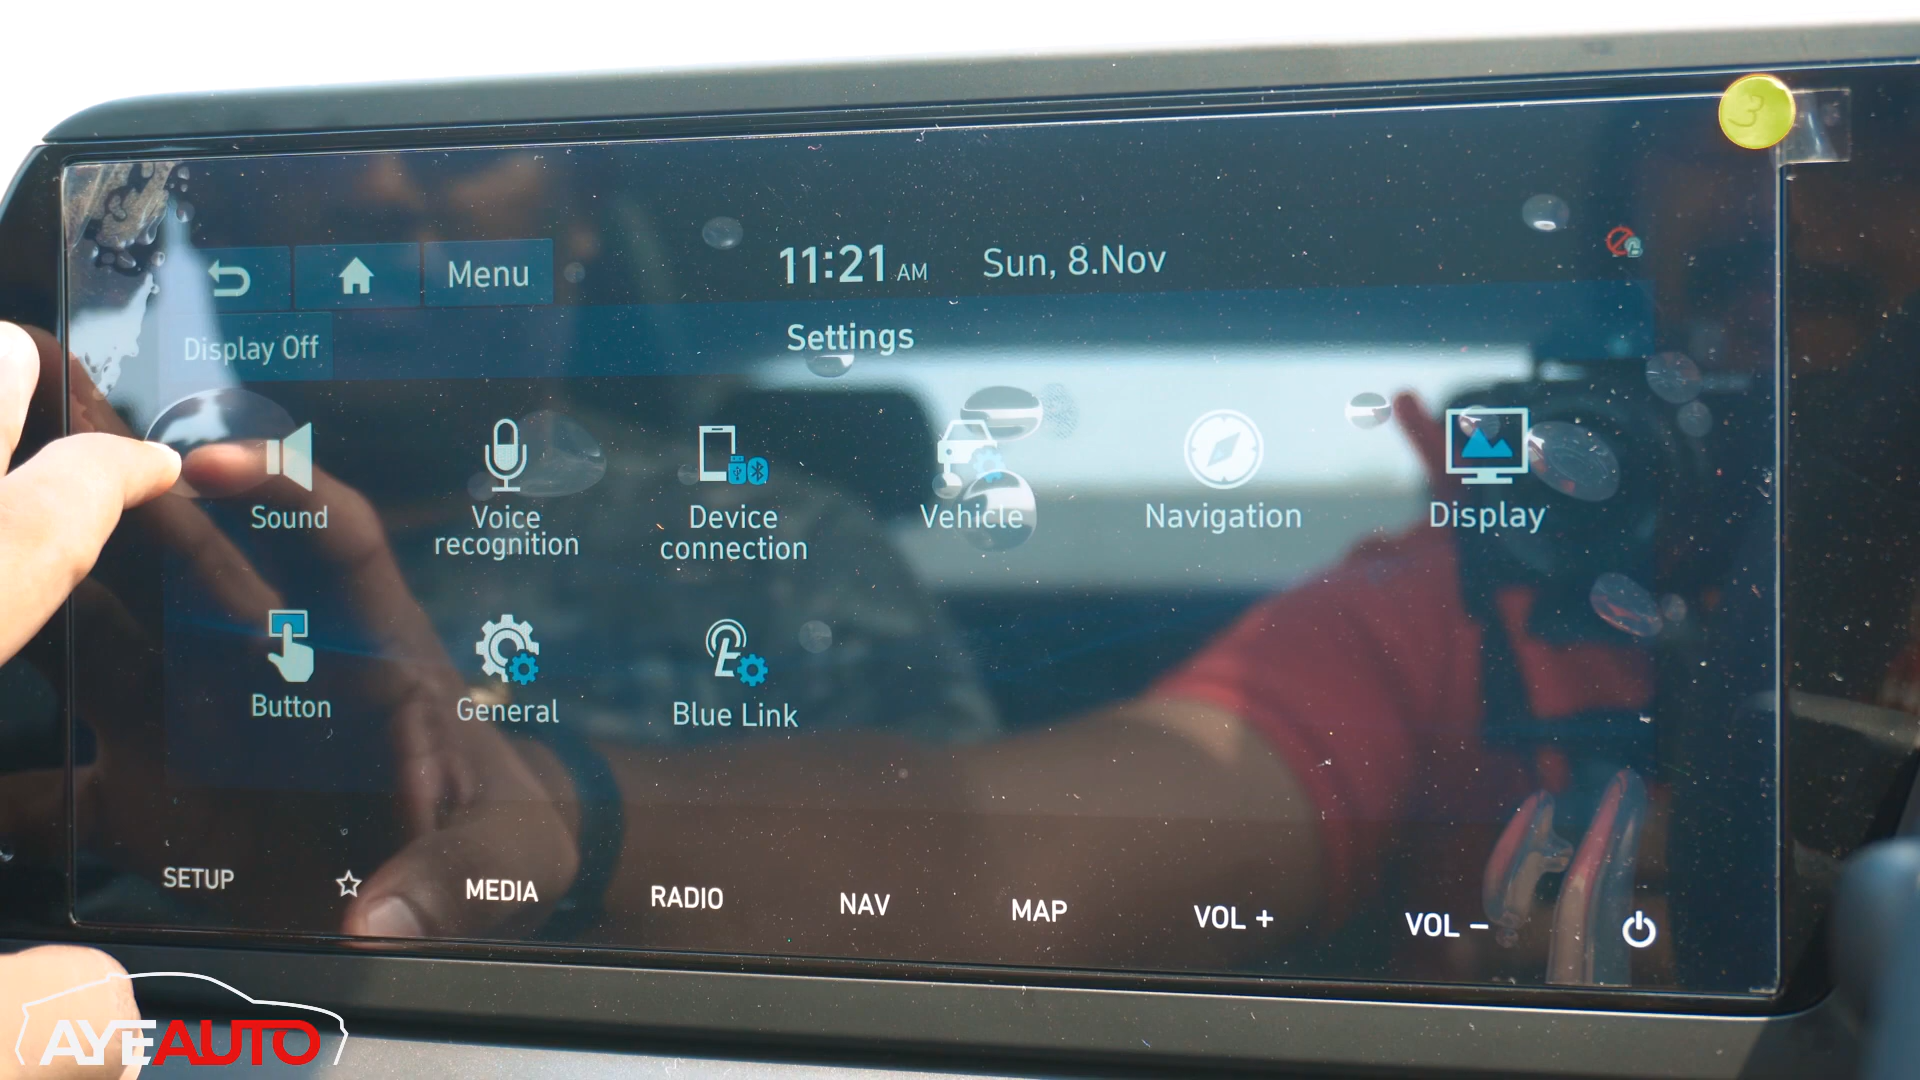 3
Menu
11:21 AM
Sun, 8.Nov
Display Off
Settings
Sound
Voice
recognition
Device
connection
Vehicle
Navigation
Display
Button
General
Blue Link
SETUP
MEDIA
RADIO
NAV
MAP
VOL +
VOL −
AYEAUTO